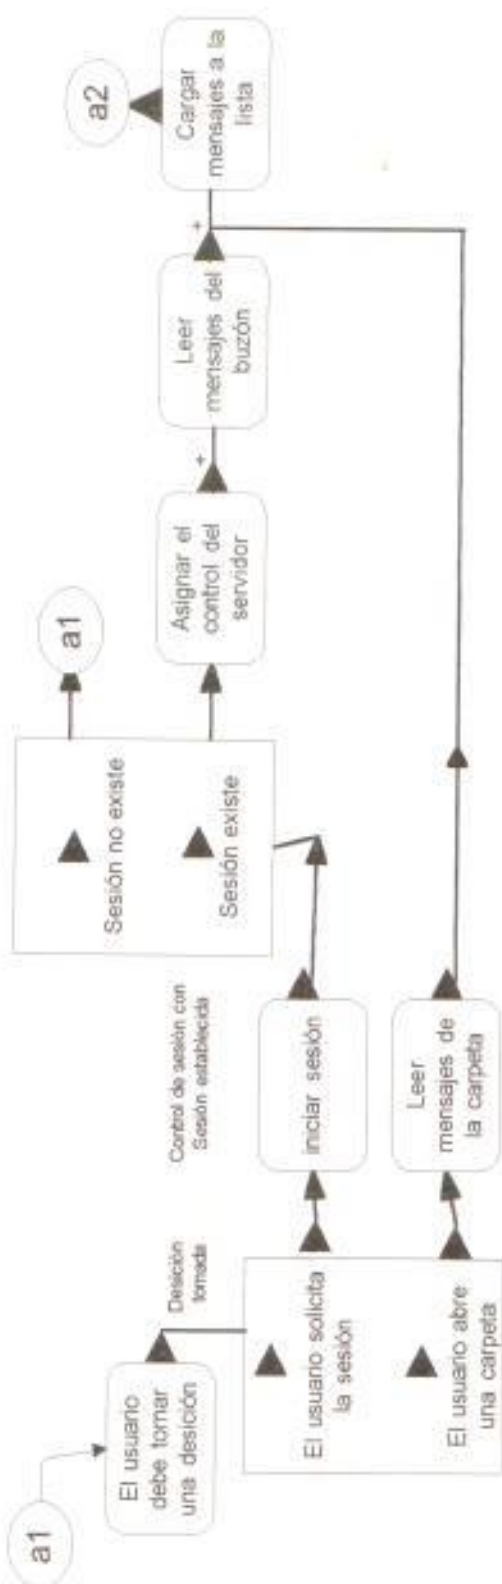 a1
El usuario
debe tomar
una desición
Desición
tomada
El usuario solicita
la sesión
El usuario abre
una carpeta
Control de sesión con
Sesión establecida
iniciar sesión
Leer
mensajes de
la carpeta
Sesión no existe
Sesión existe
a1
Asignar el
control del
servidor
+
Leer
mensajes del
buzón
+
Cargar
mensajes a la
lista
a2